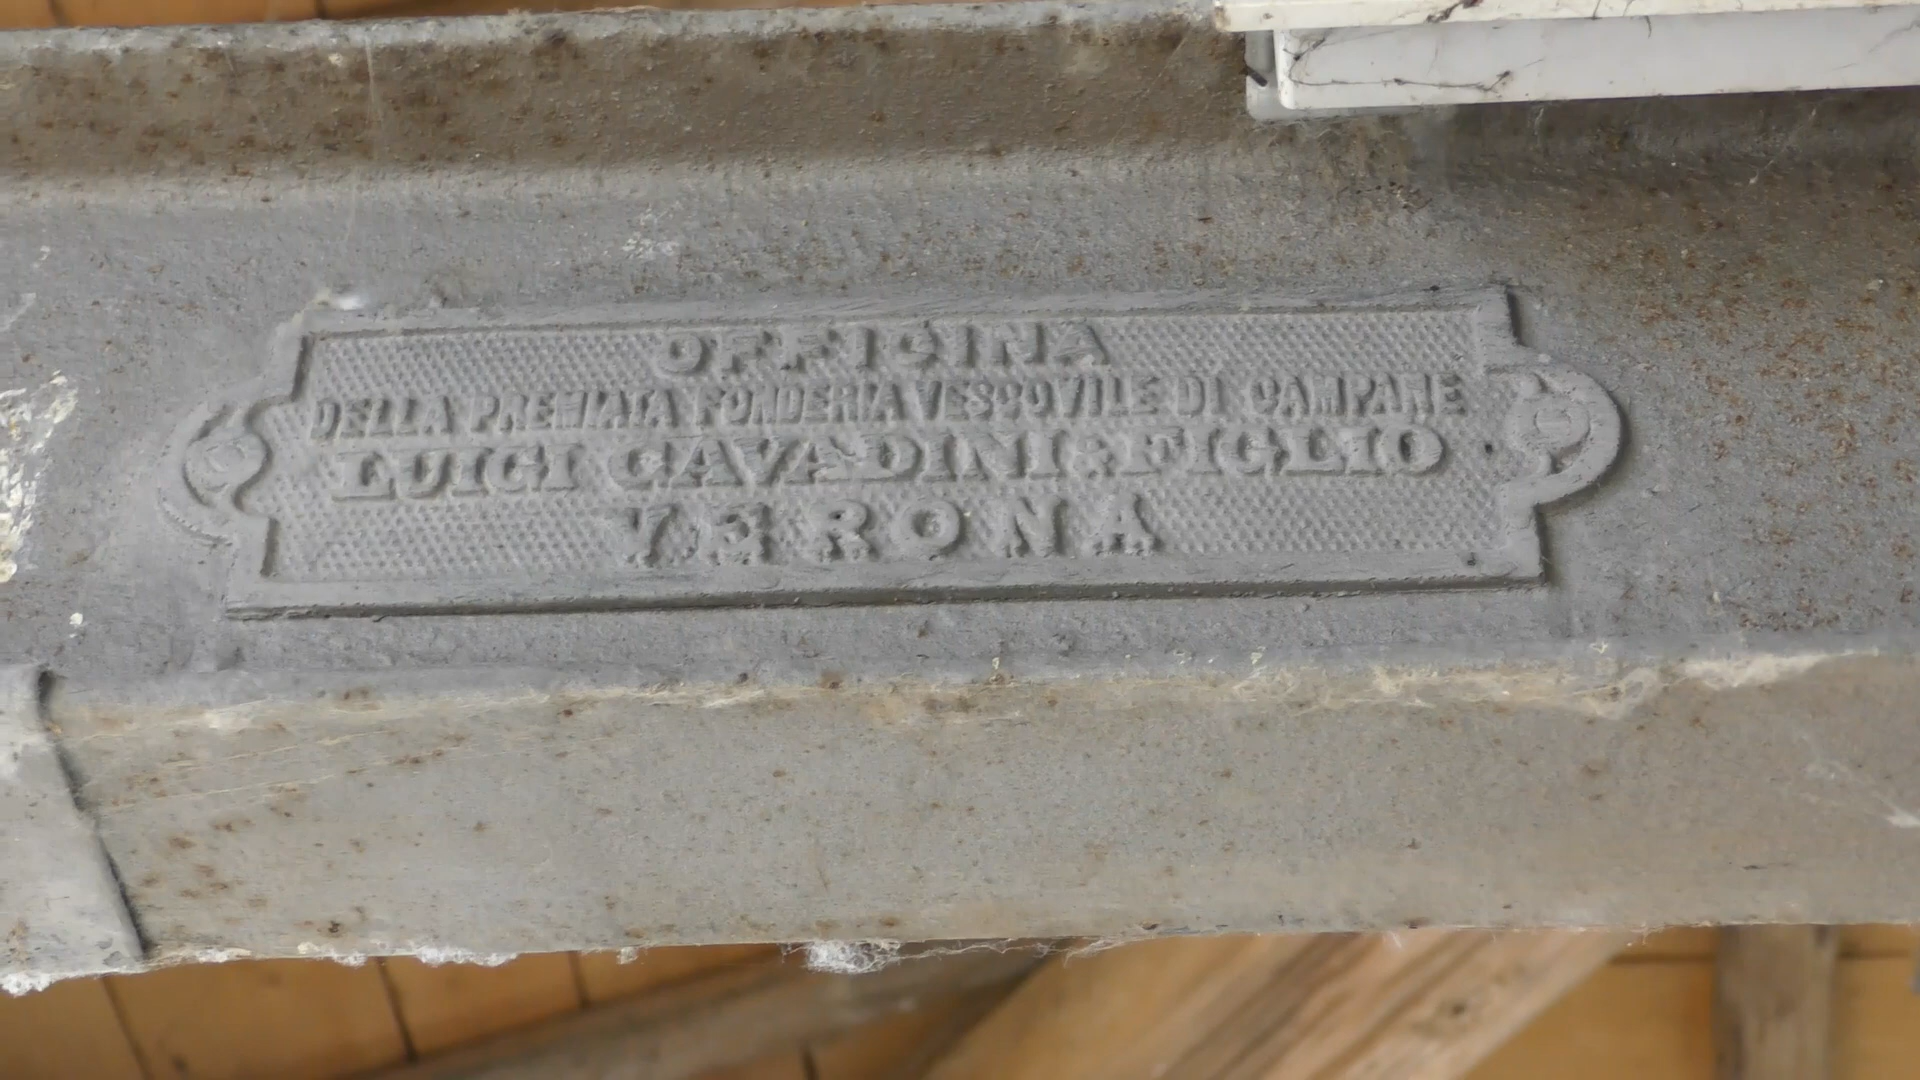 OFFICINA
DELLA PREMIATA FONDERIA VESCOVILE DI CAMPANE
LUIGI CAVADINI & FIGLIO
VERONA